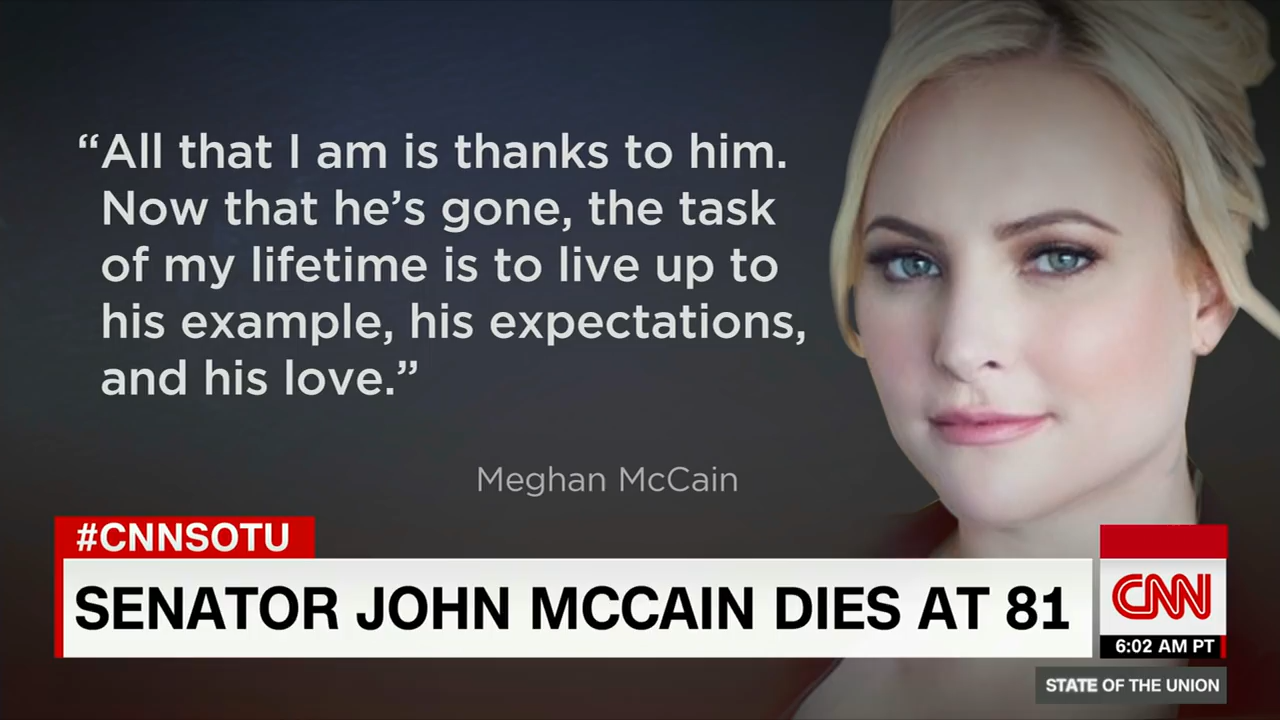 “All that I am is thanks to him.
Now that he’s gone, the task
of my lifetime is to live up to
his example, his expectations,
and his love.”
Meghan McCain
#CNNSOTU
SENATOR JOHN MCCAIN DIES AT 81
CNN
6:02 AM PT
STATE OF THE UNION